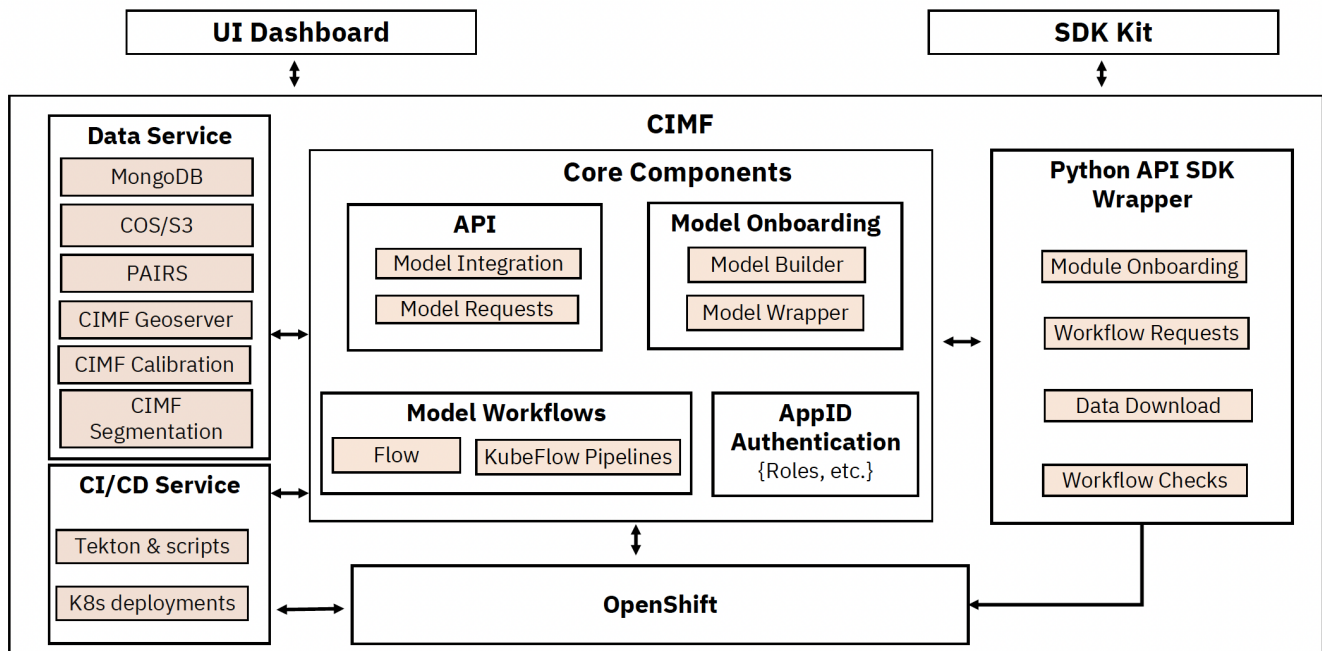 UI Dashboard
SDK Kit
CIMF
Data Service
MongoDB
COS/S3
PAIRS
CIMF Geoserver
CIMF Calibration
CIMF
Segmentation
CI/CD Service
Tekton & scripts
K8s deployments
Core Components
API
Model Integration
Model Requests
Model Onboarding
Model Builder
Model Wrapper
Model Workflows
Flow
KubeFlow Pipelines
AppID
Authentication
{Roles, etc.}
Python API SDK
Wrapper
Module Onboarding
Workflow Requests
Data Download
Workflow Checks
OpenShift